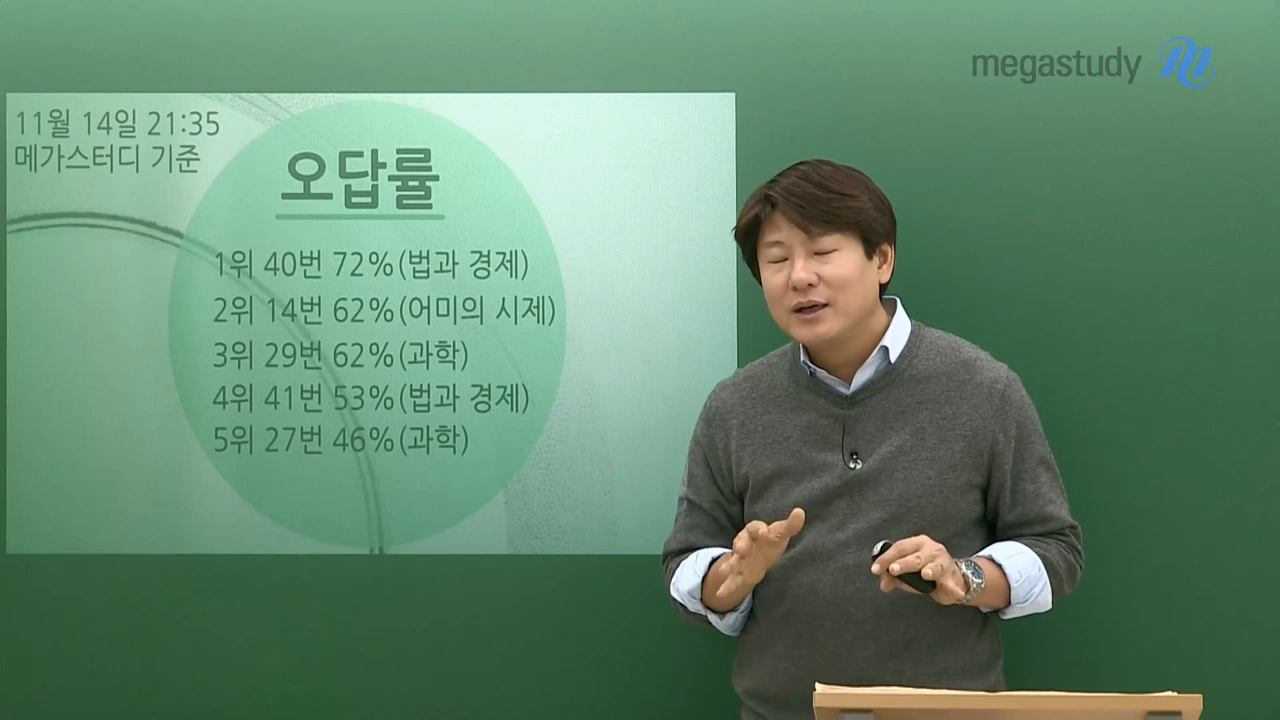 megastudy
11월 14일 21:35
메가스터디 기준
오답률
1위 40번 72%(법과 경제)
2위 14번 62%(어미의 시제)
3위 29번 62%(과학)
4위 41번 53%(법과 경제)
5위 27번 46%(과학)